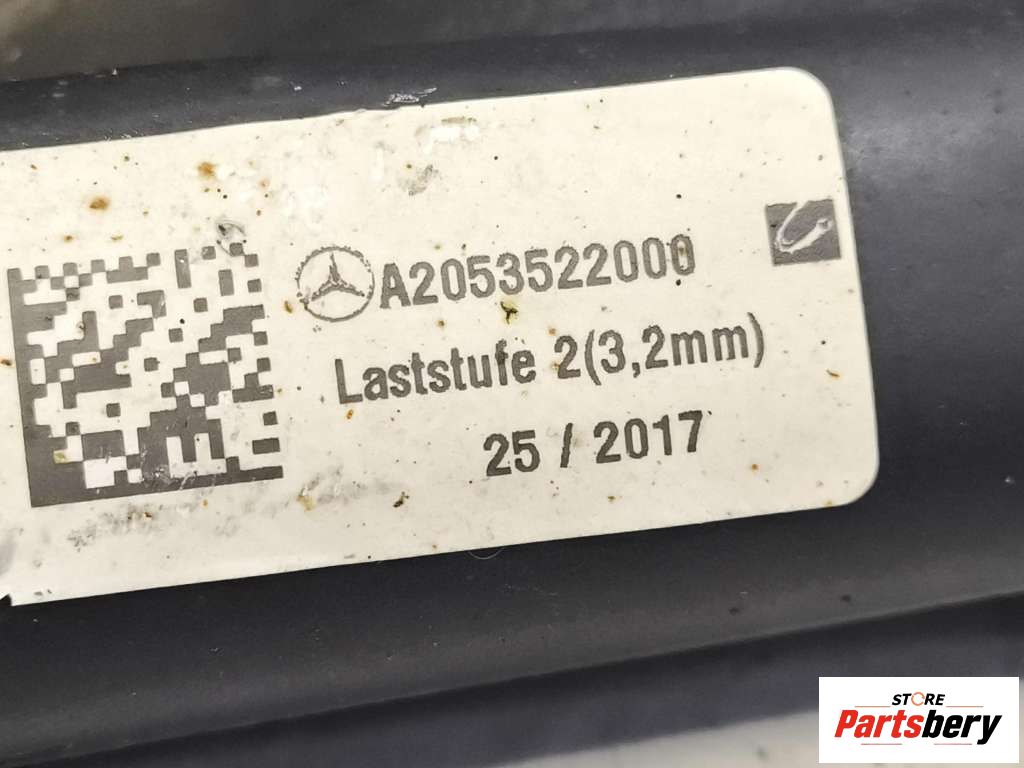 A2053522000
Laststufe 2(3,2mm)
25 / 2017
STORE
Partsbery